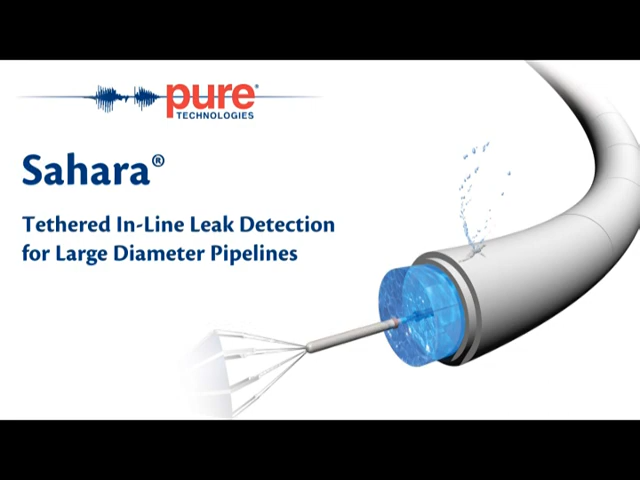 pure®
TECHNOLOGIES
Sahara®
Tethered In-Line Leak Detection
for Large Diameter Pipelines